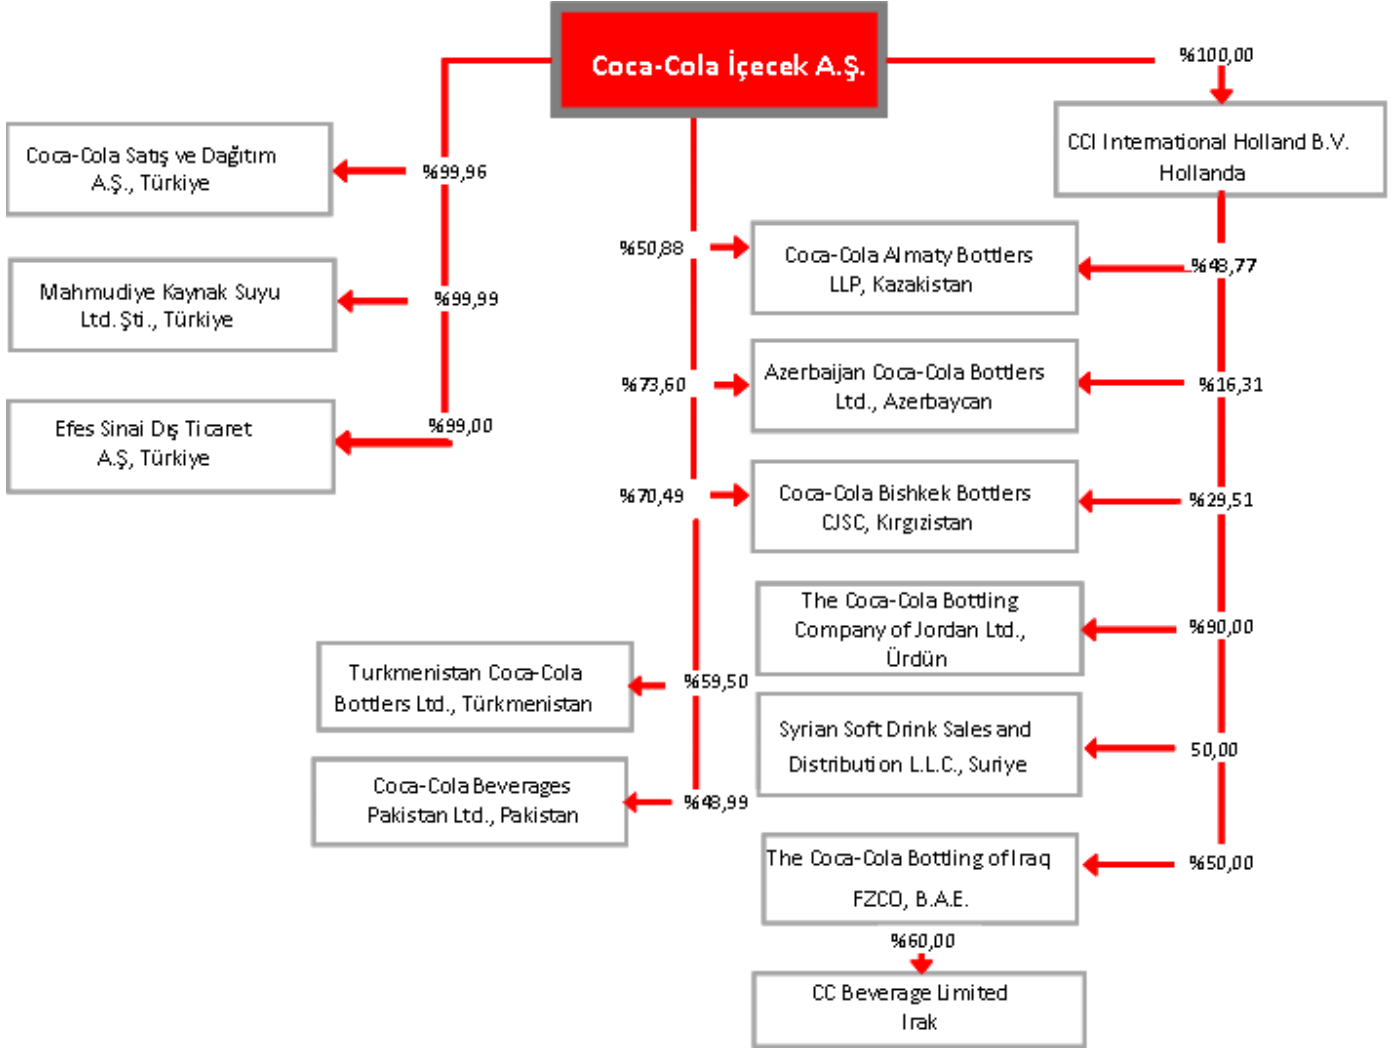 Coca-Cola İçecek A.Ş.
%100,00
CCI International Holland B.V.
Hollanda
Coca-Cola Satış ve Dağıtım
A.Ş., Türkiye
%99,96
Mahmudiye Kaynak Suyu
Ltd. Şti., Türkiye
%99,99
Efes Sinai Dış Ticaret
A.Ş, Türkiye
%99,00
%50,88
Coca-Cola Almaty Bottlers
LLP, Kazakistan
%48,77
%73,60
Azerbaijan Coca-Cola Bottlers
Ltd., Azerbaycan
%16,31
%70,49
Coca-Cola Bishkek Bottlers
CJSC, Kırgızistan
%29,51
The Coca-Cola Bottling
Company of Jordan Ltd.,
Ürdün
%90,00
Turkmenistan Coca-Cola
Bottlers Ltd., Türkmenistan
%59,50
Syrian Soft Drink Sales and
Distribution L.L.C., Suriye
50,00
Coca-Cola Beverages
Pakistan Ltd., Pakistan
%48,99
The Coca-Cola Bottling of Iraq
FZCO, B.A.E.
%50,00
%60,00
CC Beverage Limited
Irak